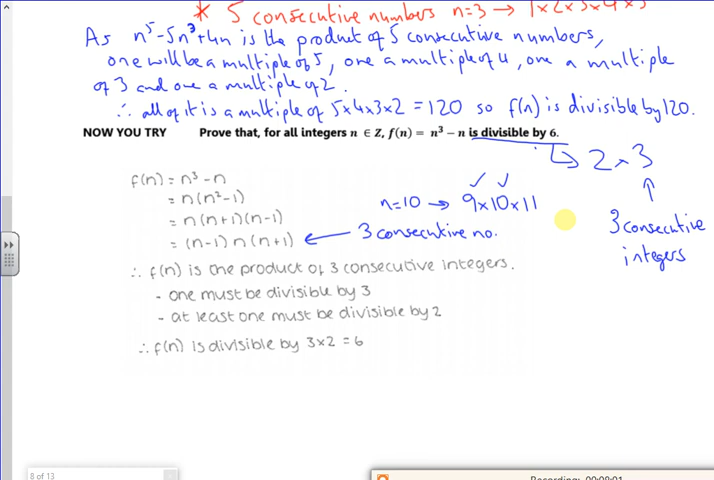 * 5 consecutive numbers n=3 → 1×2×3×4×5
As n⁵-5n³+4n is the product of 5 consecutive numbers,
one will be a multiple of 5, one a multiple of 4, one a multiple
of 3 and one a multiple of 2.
∴ all of it is a multiple of 5×4×3×2 = 120 so f(n) is divisible by 120.
NOW YOU TRY Prove that, for all integers n ∈ Z, f(n) = n³ − n is divisible by 6.
↳ 2 × 3
↑
3 consecutive
integers
f(n) = n³ - n
= n(n²-1)
= n(n+1)(n-1)
= (n-1) n (n+1) ← 3 consecutive no.
n=10 → 9×10×11
✓ ✓
∴ f(n) is the product of 3 consecutive integers.
- one must be divisible by 3
- at least one must be divisible by 2
∴ f(n) is divisible by 3×2 = 6
8 of 13
Recording: 00:08:01